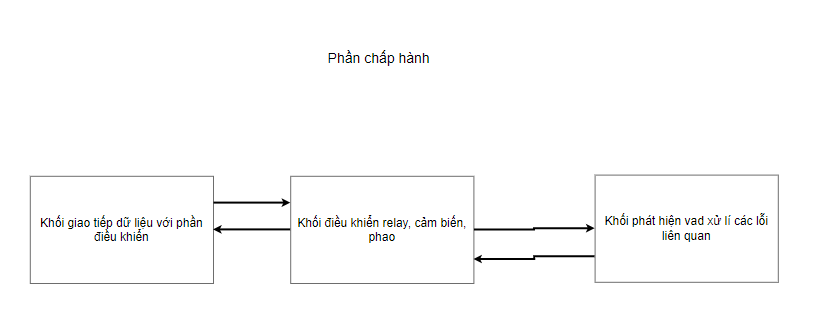 Phần chấp hành
Khối giao tiếp dữ liệu với phần
điều khiển
Khối điều khiển relay, cảm biến,
phao
Khối phát hiện vad xử lí các lỗi
liên quan